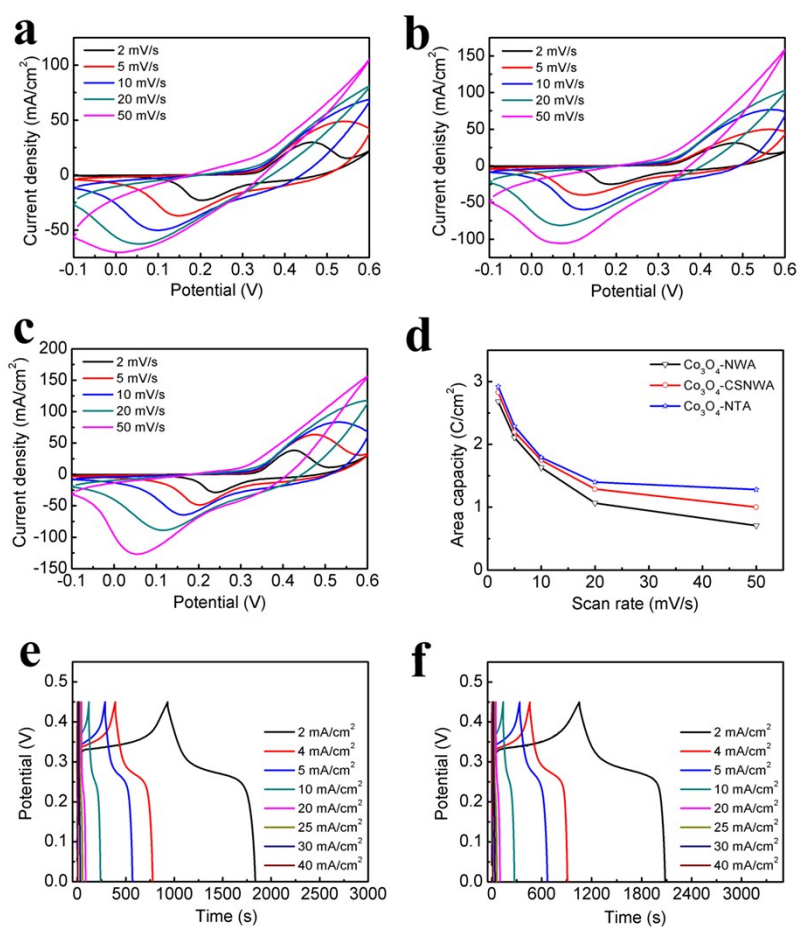 a
2 mV/s
5 mV/s
10 mV/s
20 mV/s
50 mV/s
100
50
0
-50
-0.1 0.0 0.1 0.2 0.3 0.4 0.5 0.6
Potential (V)
Current density (mA/cm²)
b
2 mV/s
5 mV/s
10 mV/s
20 mV/s
50 mV/s
150
100
50
0
-50
-100
-0.1 0.0 0.1 0.2 0.3 0.4 0.5 0.6
Potential (V)
Current denisty (mA/cm²)
c
2 mV/s
5 mV/s
10 mV/s
20 mV/s
50 mV/s
200
150
100
50
0
-50
-100
-150
-0.1 0.0 0.1 0.2 0.3 0.4 0.5 0.6
Potential (V)
Current density (mA/cm²)
d
Co₃O₄-NWA
Co₃O₄-CSNWA
Co₃O₄-NTA
3
2
1
0
0 10 20 30 40 50
Scan rate (mV/s)
Area capacity (C/cm²)
e
2 mA/cm²
4 mA/cm²
5 mA/cm²
10 mA/cm²
20 mA/cm²
25 mA/cm²
30 mA/cm²
40 mA/cm²
0.5
0.4
0.3
0.2
0.1
0.0
0 500 1000 1500 2000 2500 3000
Time (s)
Potential (V)
f
2 mA/cm²
4 mA/cm²
5 mA/cm²
10 mA/cm²
20 mA/cm²
25 mA/cm²
30 mA/cm²
40 mA/cm²
0.5
0.4
0.3
0.2
0.1
0.0
0 600 1200 1800 2400 3000
Time (s)
Potential (V)